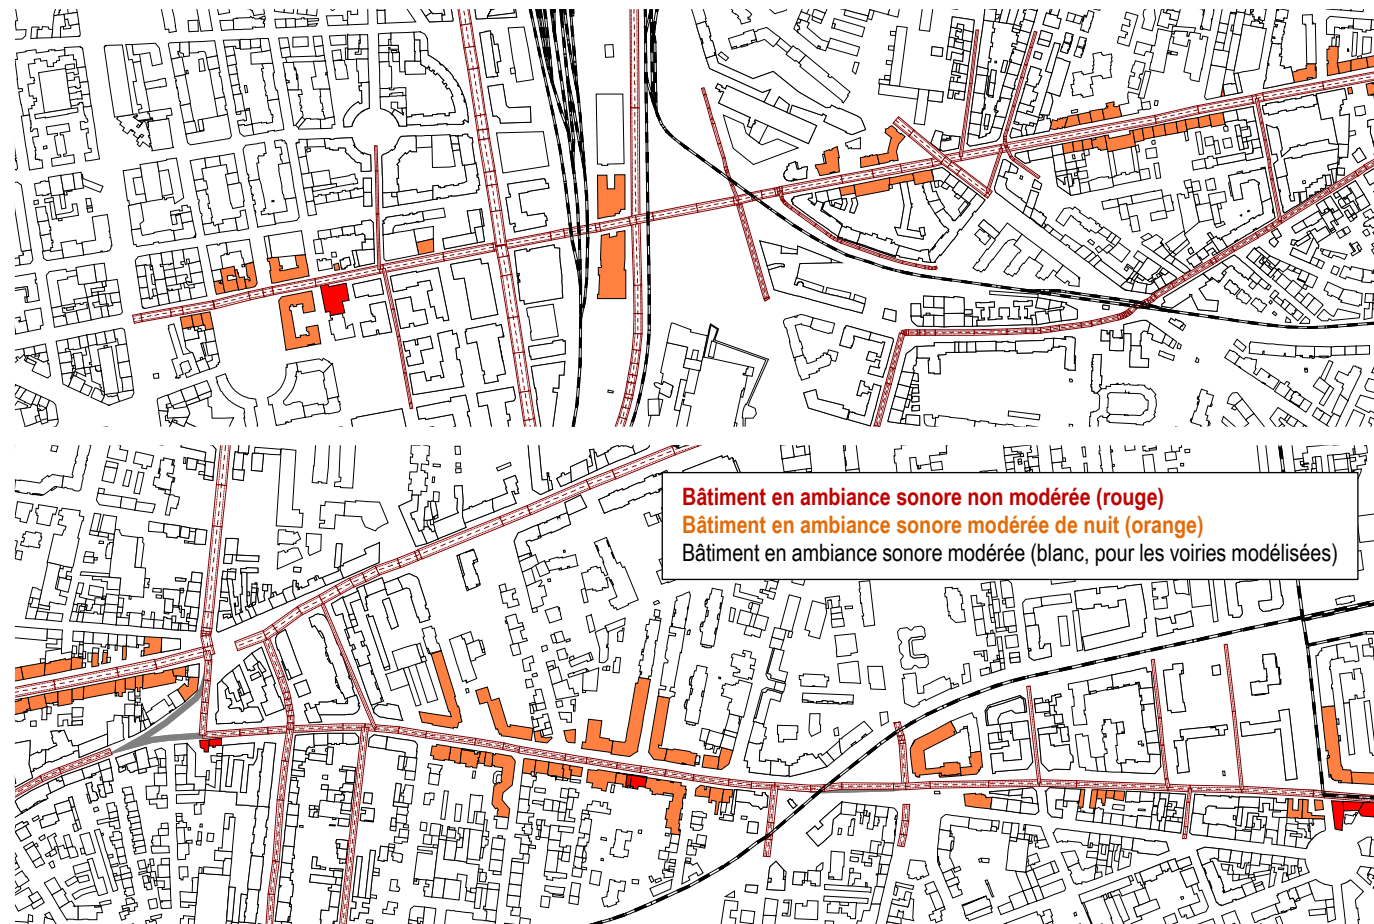 Bâtiment en ambiance sonore non modérée (rouge)
Bâtiment en ambiance sonore modérée de nuit (orange)
Bâtiment en ambiance sonore modérée (blanc, pour les voiries modélisées)